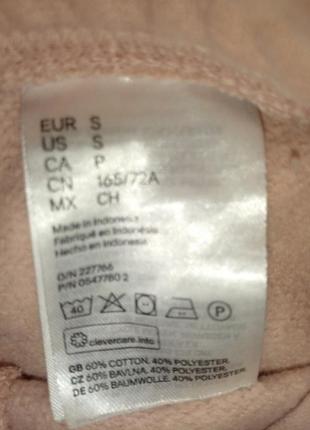 EUR S
US S
CA P
CN 165/72A
MX CH
Made in Indonesia
Fabriqué en Indonésie
Hecho en Indonesia
O/N 227766
P/N 0547780 2
40 P
clevercare.info
GB 60% COTTON. 40% POLYESTER.
CZ 60% BAVLNA. 40% POLYESTER.
DE 60% BAUMWOLLE. 40% POLYESTER.